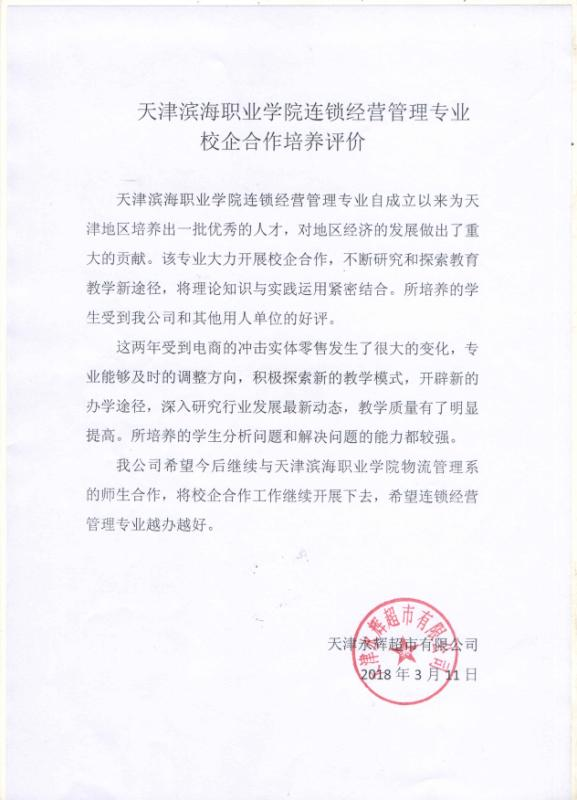 天津滨海职业学院连锁经营管理专业
校企合作培养评价
天津滨海职业学院连锁经营管理专业自成立以来为天
津地区培养出一批优秀的人才，对地区经济的发展做出了重
大的贡献。该专业大力开展校企合作，不断研究和探索教育
教学新途径，将理论知识与实践运用紧密结合。所培养的学
生受到我公司和其他用人单位的好评。
这两年受到电商的冲击实体零售发生了很大的变化，专
业能够及时的调整方向，积极探索新的教学模式，开辟新的
办学途径，深入研究行业发展最新动态，教学质量有了明显
提高。所培养的学生分析问题和解决问题的能力都较强。
我公司希望今后继续与天津滨海职业学院物流管理系
的师生合作，将校企合作工作继续开展下去，希望连锁经营
管理专业越办越好。
天津永辉超市有限公司
天津永辉超市有限公司
2018 年 3 月 11 日